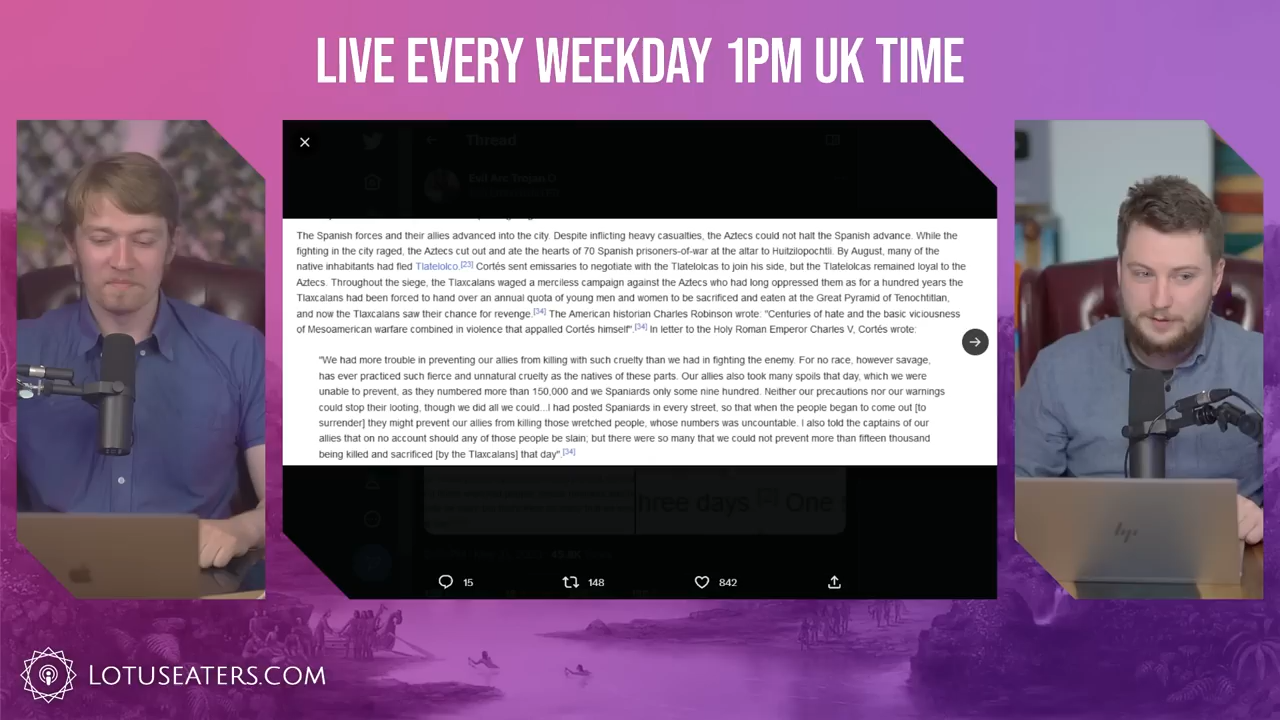 LIVE EVERY WEEKDAY 1PM UK TIME
Thread
Evil Arc Trojan.O
The Spanish forces and their allies advanced into the city. Despite inflicting heavy casualties, the Aztecs could not halt the Spanish advance. While the
fighting in the city raged, the Aztecs cut out and ate the hearts of 70 Spanish prisoners-of-war at the altar to Huitzilopochtli. By August, many of the
native inhabitants had fled Tlatelolco.[23] Cortés sent emissaries to negotiate with the Tlatelolcas to join his side, but the Tlatelolcas remained loyal to the
Aztecs. Throughout the siege, the Tlaxcalans waged a merciless campaign against the Aztecs who had long oppressed them as for a hundred years the
Tlaxcalans had been forced to hand over an annual quota of young men and women to be sacrificed and eaten at the Great Pyramid of Tenochtitlan,
and now the Tlaxcalans saw their chance for revenge.[34] The American historian Charles Robinson wrote: "Centuries of hate and the basic viciousness
of Mesoamerican warfare combined in violence that appalled Cortés himself".[34] In letter to the Holy Roman Emperor Charles V, Cortés wrote:
"We had more trouble in preventing our allies from killing with such cruelty than we had in fighting the enemy. For no race, however savage,
has ever practiced such fierce and unnatural cruelty as the natives of these parts. Our allies also took many spoils that day, which we were
unable to prevent, as they numbered more than 150,000 and we Spaniards only some nine hundred. Neither our precautions nor our warnings
could stop their looting, though we did all we could...I had posted Spaniards in every street, so that when the people began to come out [to
surrender] they might prevent our allies from killing those wretched people, whose numbers was uncountable. I also told the captains of our
allies that on no account should any of those people be slain; but there were so many that we could not prevent more than fifteen thousand
being killed and sacrificed [by the Tlaxcalans] that day".[34]
hree days One
15 148 842
hp
LOTUSEATERS.COM